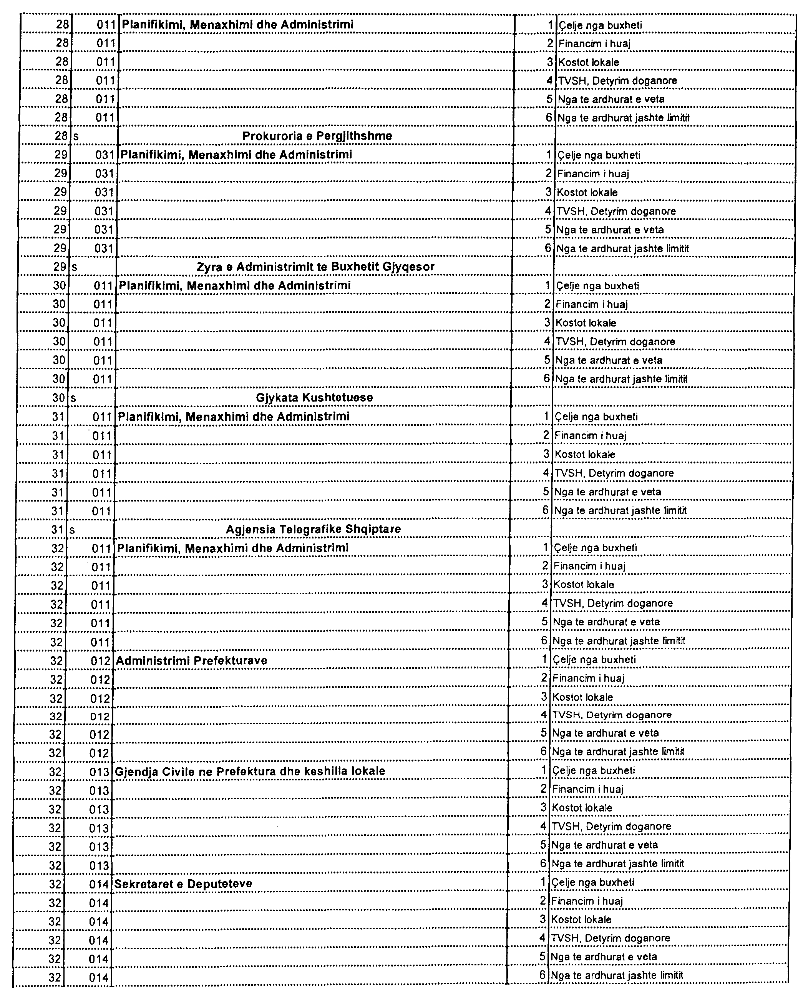 28 011 Planifikimi, Menaxhimi dhe Administrimi 1 Çelje nga buxheti
28 011 2 Financim i huaj
28 011 3 Kostot lokale
28 011 4 TVSH, Detyrim doganore
28 011 5 Nga te ardhurat e veta
28 011 6 Nga te ardhurat jashte limitit
28 s Prokuroria e Pergjithshme
29 031 Planifikimi, Menaxhimi dhe Administrimi 1 Çelje nga buxheti
29 031 2 Financim i huaj
29 031 3 Kostot lokale
29 031 4 TVSH, Detyrim doganore
29 031 5 Nga te ardhurat e veta
29 031 6 Nga te ardhurat jashte limitit
29 s Zyra e Administrimit te Buxhetit Gjyqesor
30 011 Planifikimi, Menaxhimi dhe Administrimi 1 Çelje nga buxheti
30 011 2 Financim i huaj
30 011 3 Kostot lokale
30 011 4 TVSH, Detyrim doganore
30 011 5 Nga te ardhurat e veta
30 011 6 Nga te ardhurat jashte limitit
30 s Gjykata Kushtetuese
31 011 Planifikimi, Menaxhimi dhe Administrimi 1 Çelje nga buxheti
31 011 2 Financim i huaj
31 011 3 Kostot lokale
31 011 4 TVSH, Detyrim doganore
31 011 5 Nga te ardhurat e veta
31 011 6 Nga te ardhurat jashte limitit
31 s Agjensia Telegrafike Shqiptare
32 011 Planifikimi, Menaxhimi dhe Administrimi 1 Çelje nga buxheti
32 011 2 Financim i huaj
32 011 3 Kostot lokale
32 011 4 TVSH, Detyrim doganore
32 011 5 Nga te ardhurat e veta
32 011 6 Nga te ardhurat jashte limitit
32 012 Administrimi Prefekturave 1 Çelje nga buxheti
32 012 2 Financim i huaj
32 012 3 Kostot lokale
32 012 4 TVSH, Detyrim doganore
32 012 5 Nga te ardhurat e veta
32 012 6 Nga te ardhurat jashte limitit
32 013 Gjendja Civile ne Prefektura dhe keshilla lokale 1 Çelje nga buxheti
32 013 2 Financim i huaj
32 013 3 Kostot lokale
32 013 4 TVSH, Detyrim doganore
32 013 5 Nga te ardhurat e veta
32 013 6 Nga te ardhurat jashte limitit
32 014 Sekretaret e Deputeteve 1 Çelje nga buxheti
32 014 2 Financim i huaj
32 014 3 Kostot lokale
32 014 4 TVSH, Detyrim doganore
32 014 5 Nga te ardhurat e veta
32 014 6 Nga te ardhurat jashte limitit